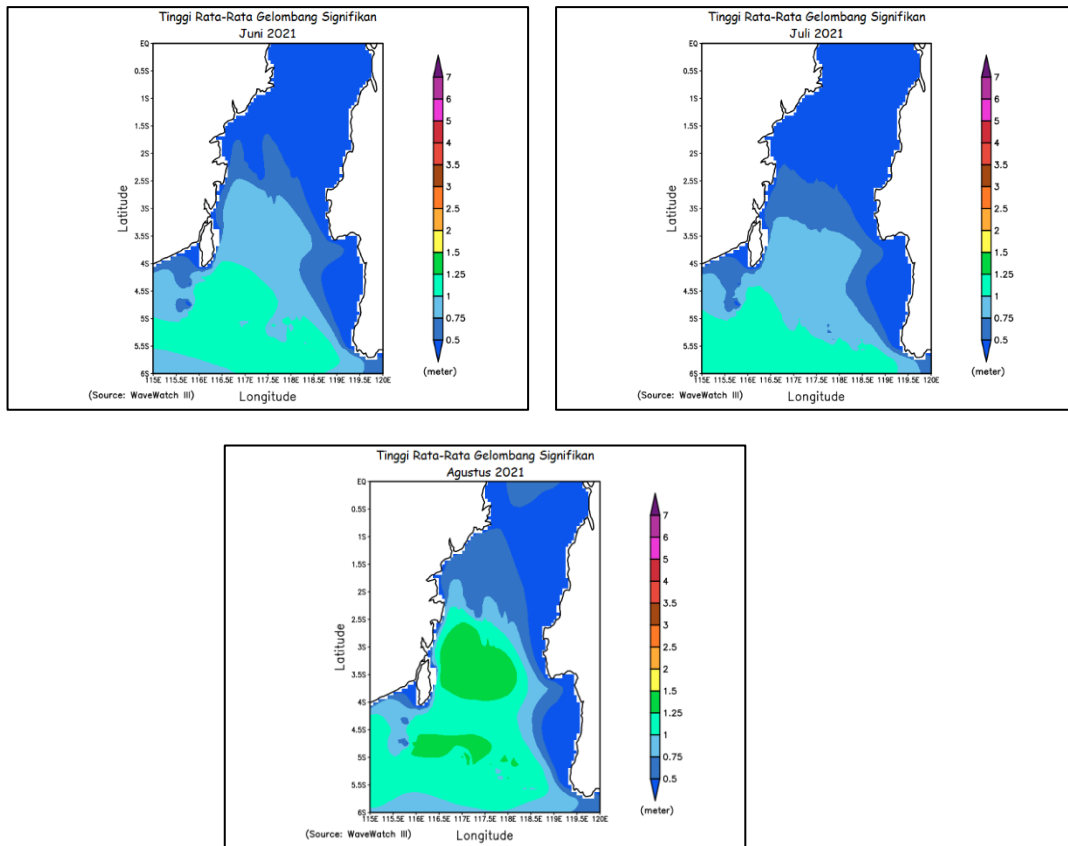 Tinggi Rata-Rata Gelombang Signifikan
Juni 2021
EQ
0.5S
1S
1.5S
2S
2.5S
3S
3.5S
4S
4.5S
5S
5.5S
6S
Latitude
115E 115.5E 116E 116.5E 117E 117.5E 118E 118.5E 119E 119.5E 120E
Longitude
(Source: WaveWatch III)
7
6
5
4
3.5
3
2.5
2
1.5
1.25
1
0.75
0.5
(meter)
Tinggi Rata-Rata Gelombang Signifikan
Juli 2021
EQ
0.5S
1S
1.5S
2S
2.5S
3S
3.5S
4S
4.5S
5S
5.5S
6S
Latitude
115E 115.5E 116E 116.5E 117E 117.5E 118E 118.5E 119E 119.5E 120E
Longitude
(Source: WaveWatch III)
7
6
5
4
3.5
3
2.5
2
1.5
1.25
1
0.75
0.5
(meter)
Tinggi Rata-Rata Gelombang Signifikan
Agustus 2021
EQ
0.5S
1S
1.5S
2S
2.5S
3S
3.5S
4S
4.5S
5S
5.5S
6S
Latitude
115E 115.5E 116E 116.5E 117E 117.5E 118E 118.5E 119E 119.5E 120E
Longitude
(Source: WaveWatch III)
7
6
5
4
3.5
3
2.5
2
1.5
1.25
1
0.75
0.5
(meter)